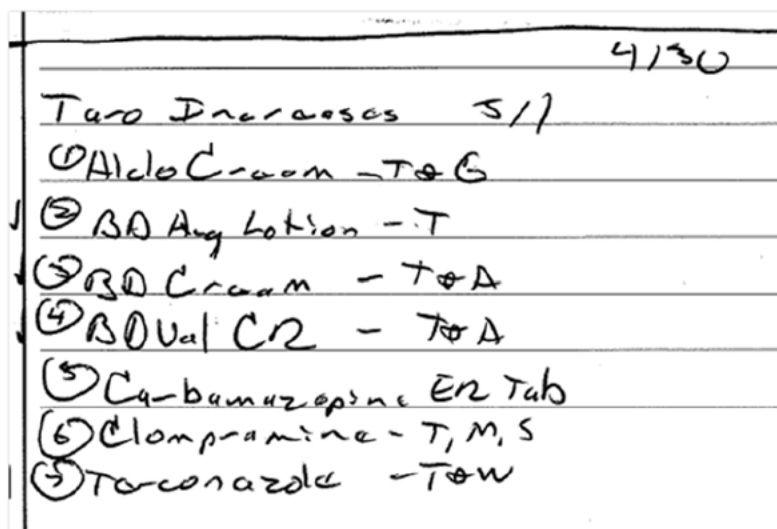 4/30
Taro Increases 5/1
① Aldo Cream - T & G
② BD Aug Lotion - T
③ BD Cream - T & A
④ BD Val CR - T & A
⑤ Carbamazepine ER Tab
⑥ Clompramine - T, M, S
⑦ Terconazole - T & W